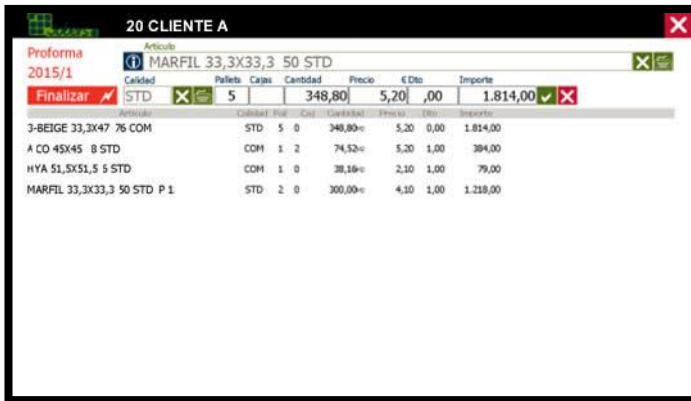 20 CLIENTE A
Proforma
2015/1
Artículo
MARFIL 33,3X33,3 50 STD
Calidad Pallets Cajas Cantidad Precio € Dto Importe
Finalizar STD 5 348,80 5,20 ,00 1.814,00
Artículo Calidad Pal Caj Cantidad Precio Dto Importe
3-BEIGE 33,3X47 76 COM STD 5 0 348,80 5,20 0,00 1.814,00
A CO 45X45 8 STD COM 1 2 74,52 5,20 1,00 384,00
HYA 51,5X51,5 5 STD COM 1 0 38,16 2,10 1,00 79,00
MARFIL 33,3X33,3 50 STD P 1 STD 2 0 300,00 4,10 1,00 1.218,00